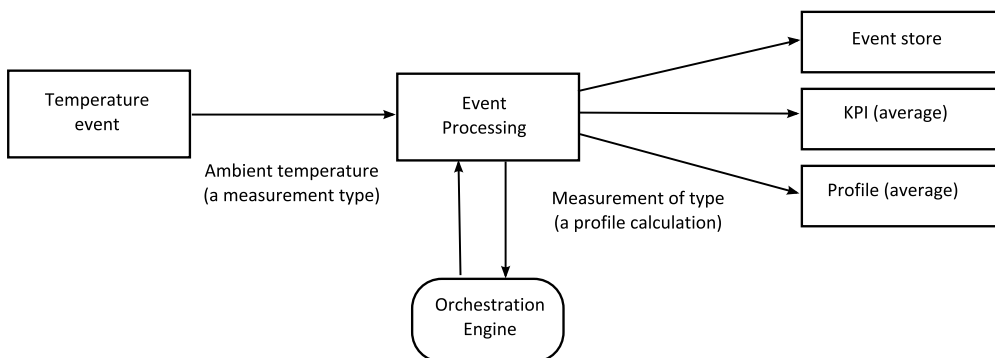 Temperature
event
Ambient temperature
(a measurement type)
Event
Processing
Orchestration
Engine
Measurement of type
(a profile calculation)
Event store
KPI (average)
Profile (average)